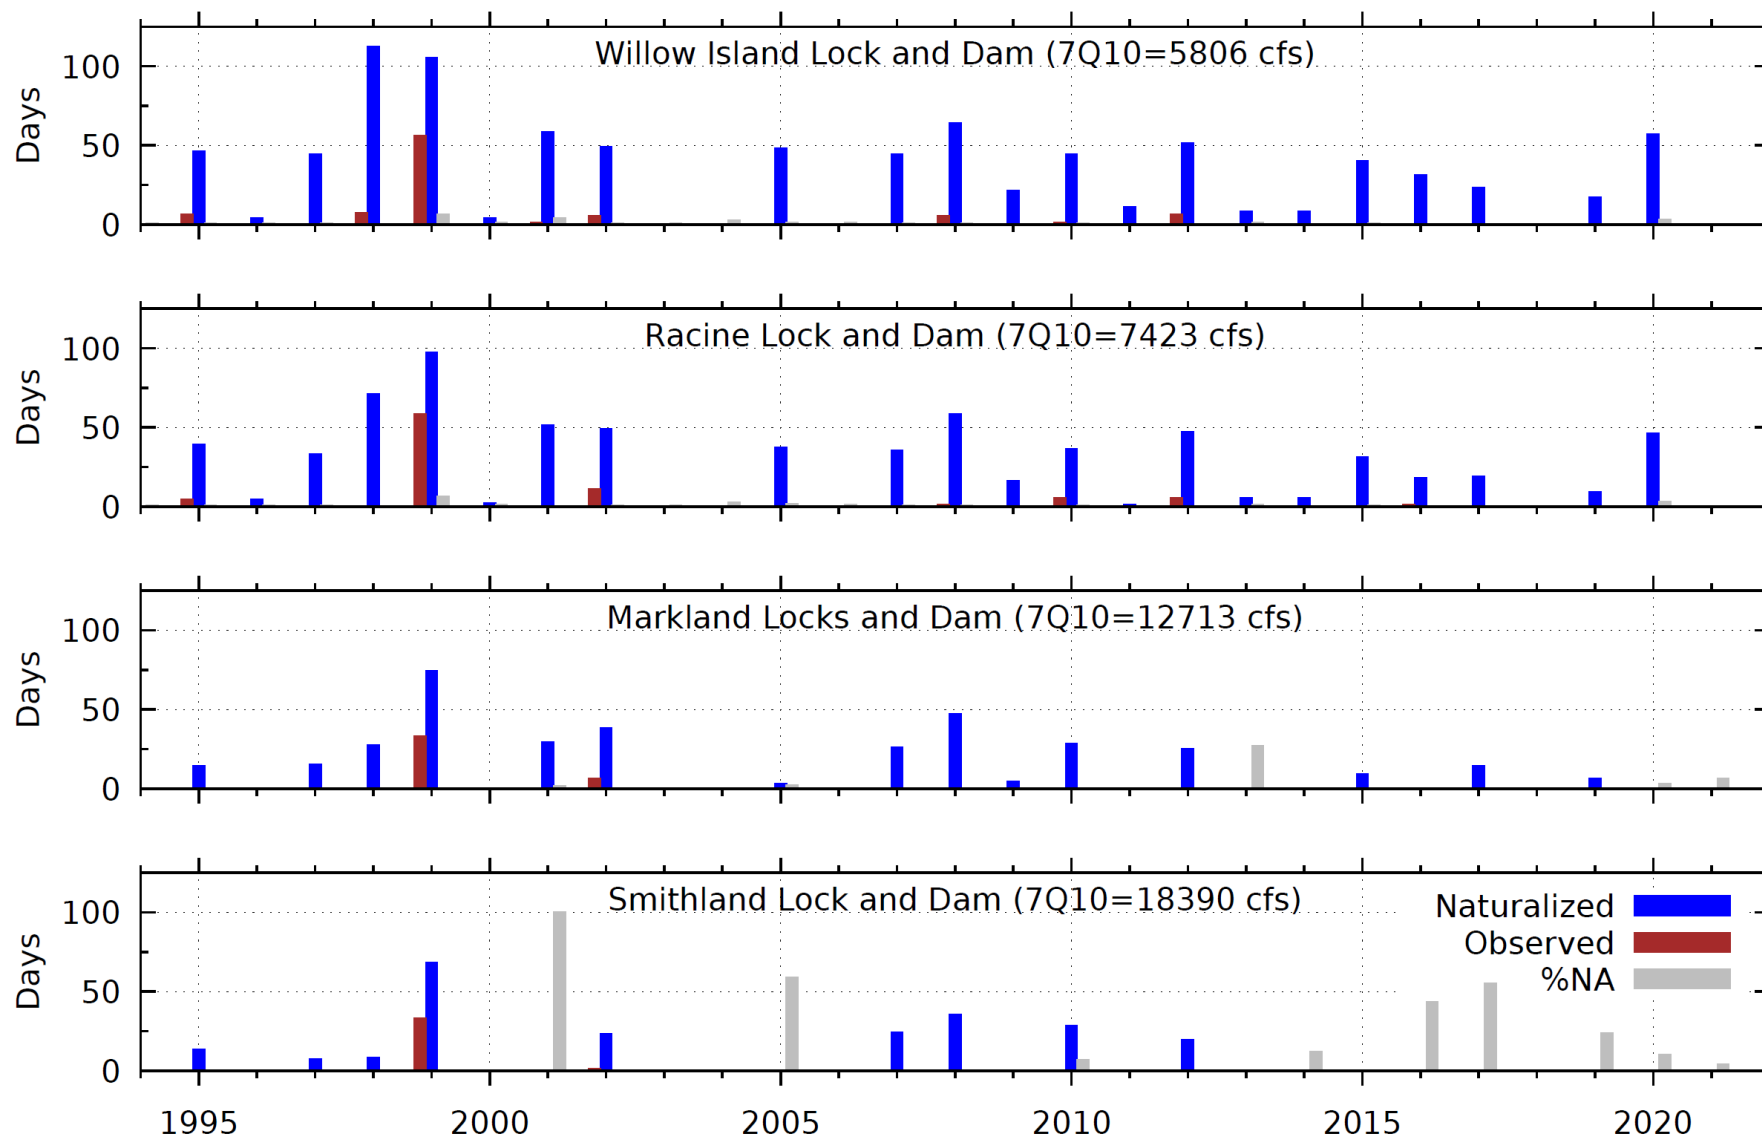 Willow Island Lock and Dam (7Q10=5806 cfs)
Days
100
50
0
Racine Lock and Dam (7Q10=7423 cfs)
Days
100
50
0
Markland Locks and Dam (7Q10=12713 cfs)
Days
100
50
0
Smithland Lock and Dam (7Q10=18390 cfs)
Days
100
50
0
Naturalized
Observed
%NA
1995 2000 2005 2010 2015 2020